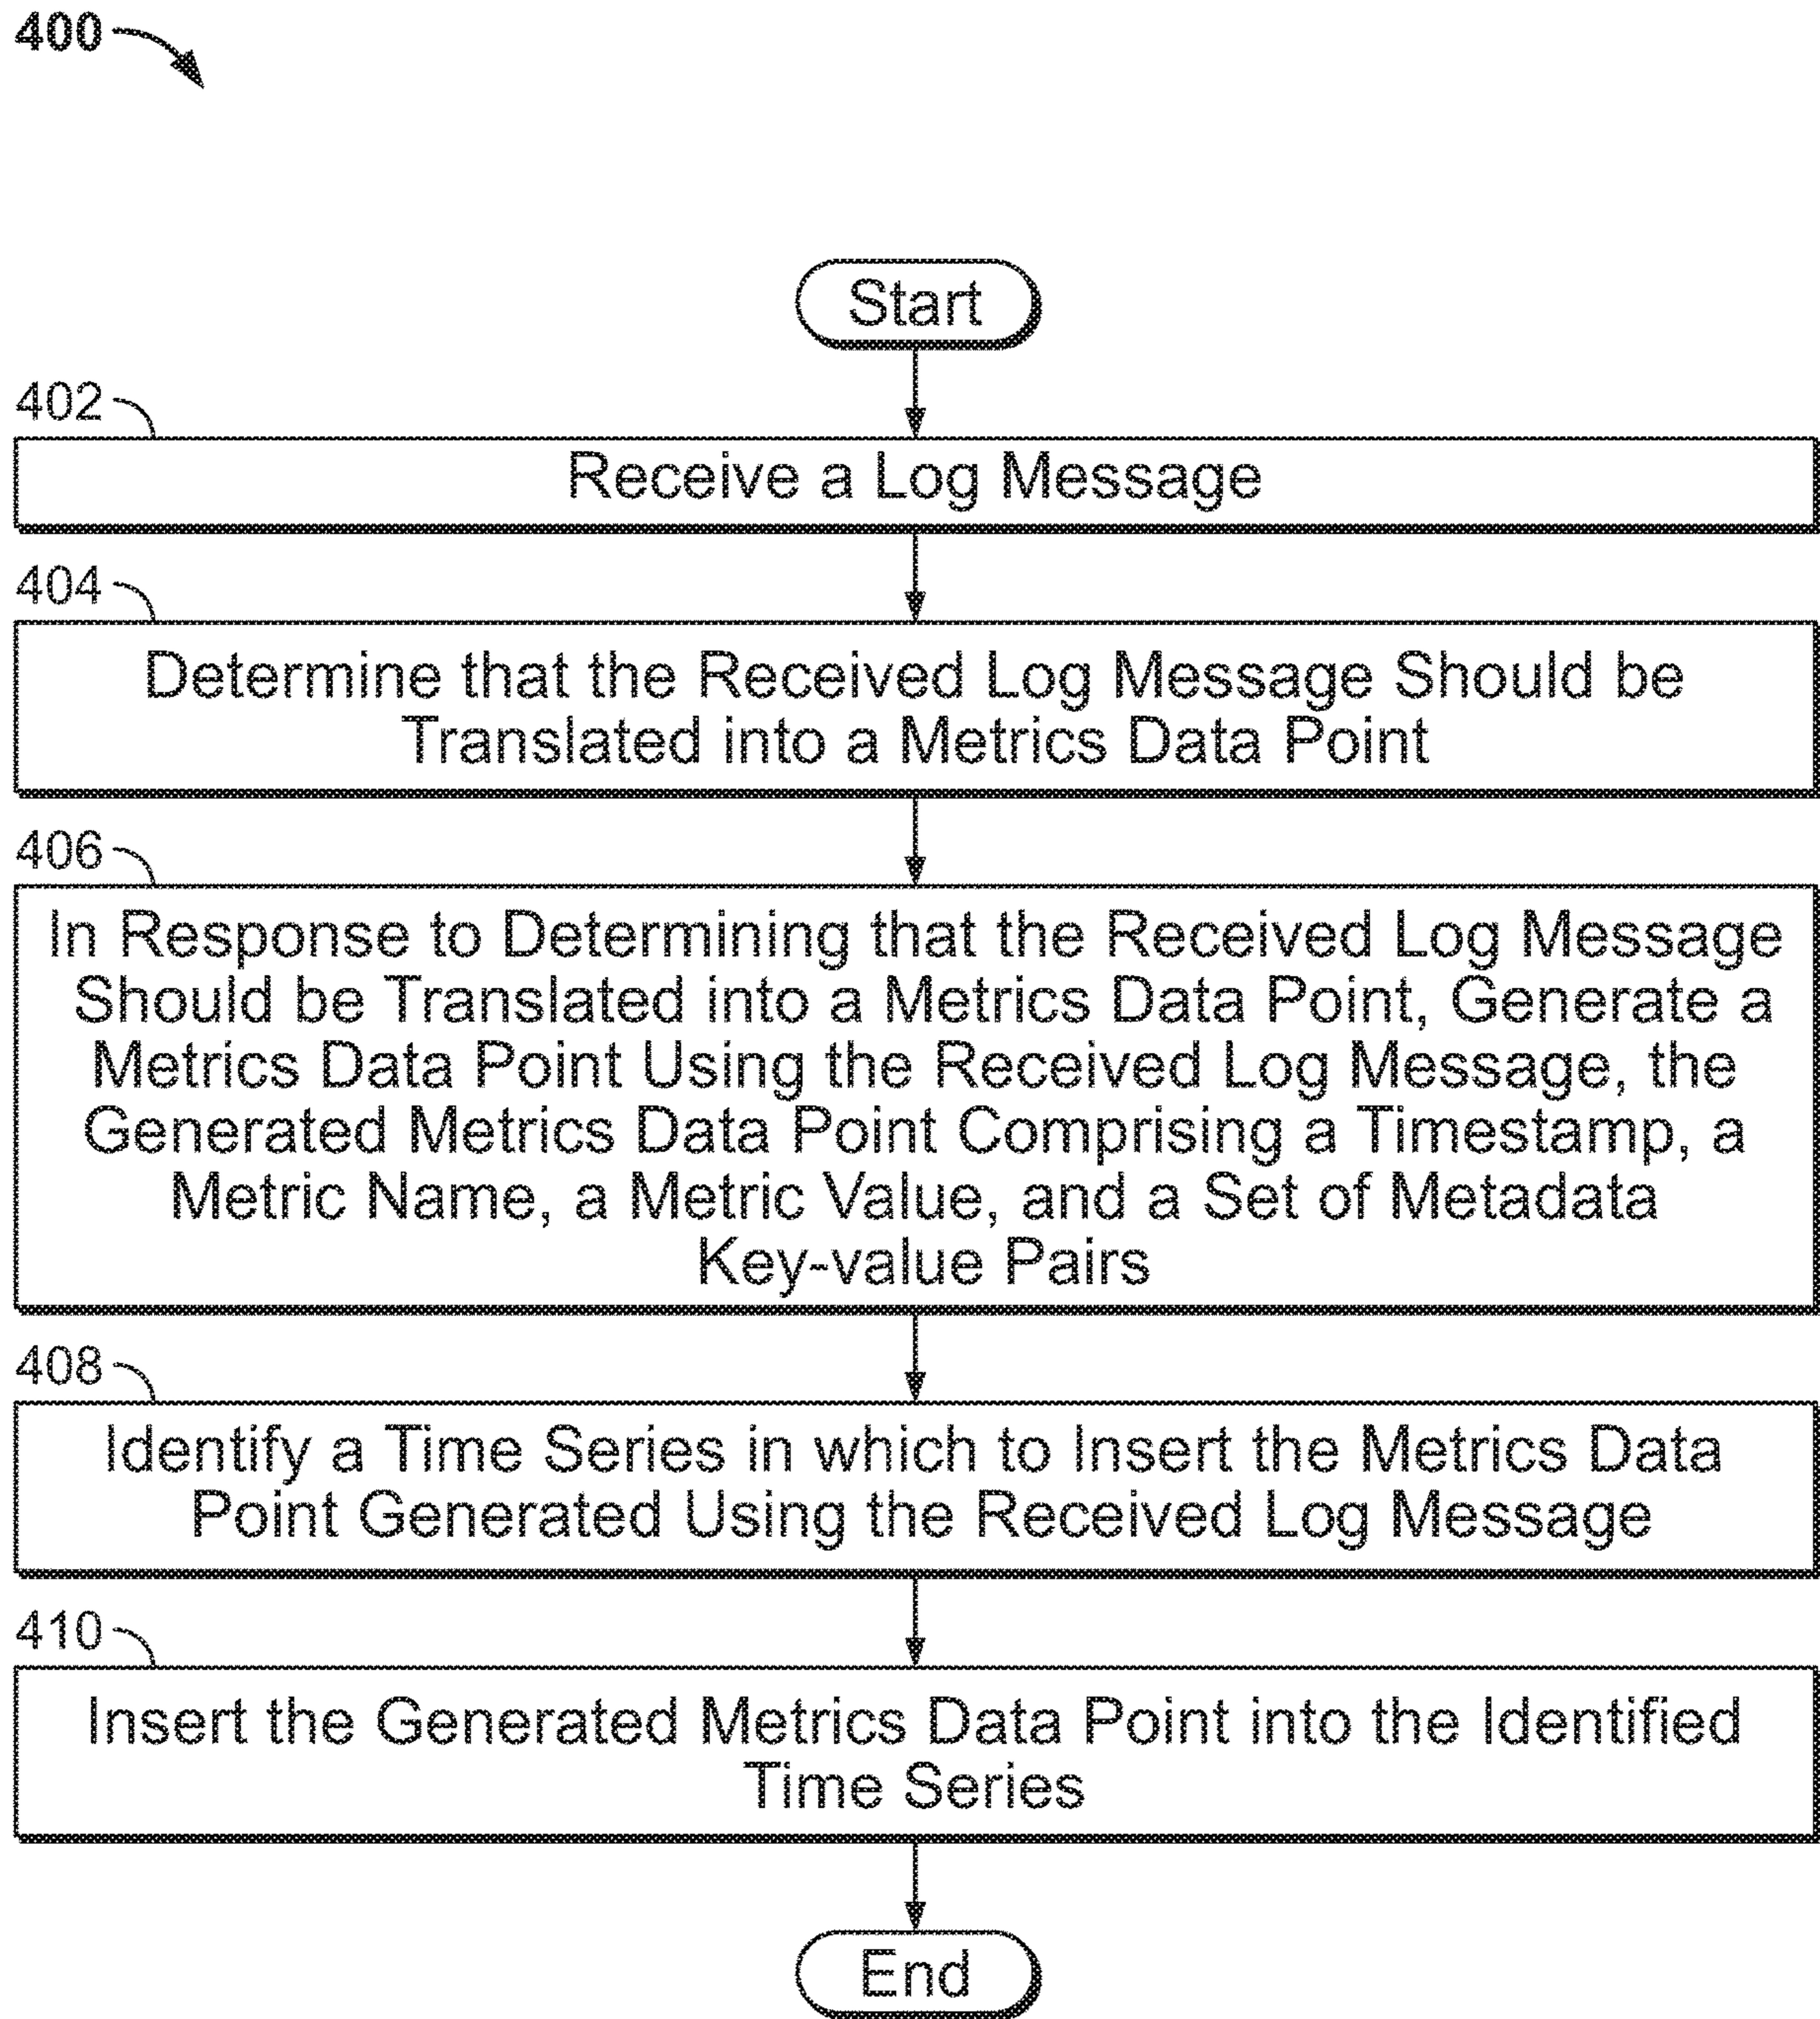 400
Start
402
Receive a Log Message
404
Determine that the Received Log Message Should be
Translated into a Metrics Data Point
406
In Response to Determining that the Received Log Message
Should be Translated into a Metrics Data Point, Generate a
Metrics Data Point Using the Received Log Message, the
Generated Metrics Data Point Comprising a Timestamp, a
Metric Name, a Metric Value, and a Set of Metadata
Key-value Pairs
408
Identify a Time Series in which to Insert the Metrics Data
Point Generated Using the Received Log Message
410
Insert the Generated Metrics Data Point into the Identified
Time Series
End